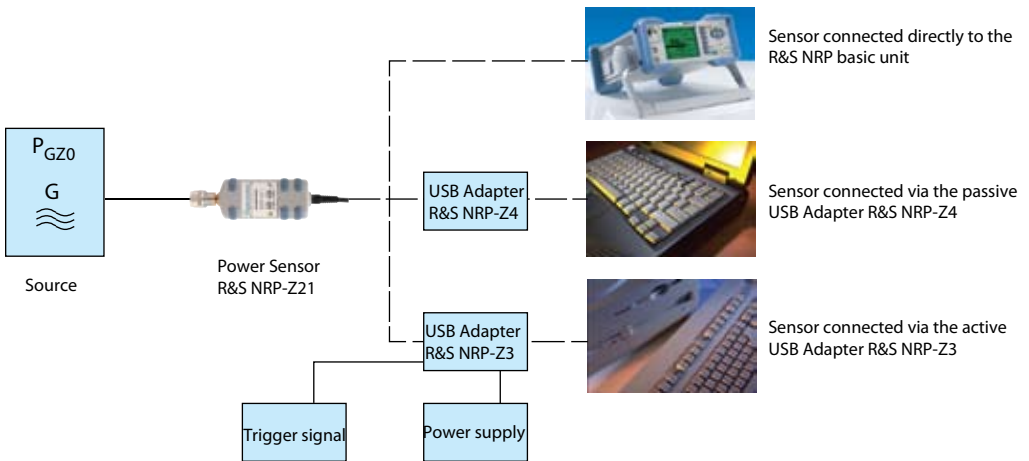 Sensor connected directly to the
R&S NRP basic unit
P_GZ0
G
Source
Power Sensor
R&S NRP-Z21
USB Adapter
R&S NRP-Z4
Sensor connected via the passive
USB Adapter R&S NRP-Z4
USB Adapter
R&S NRP-Z3
Sensor connected via the active
USB Adapter R&S NRP-Z3
Trigger signal
Power supply